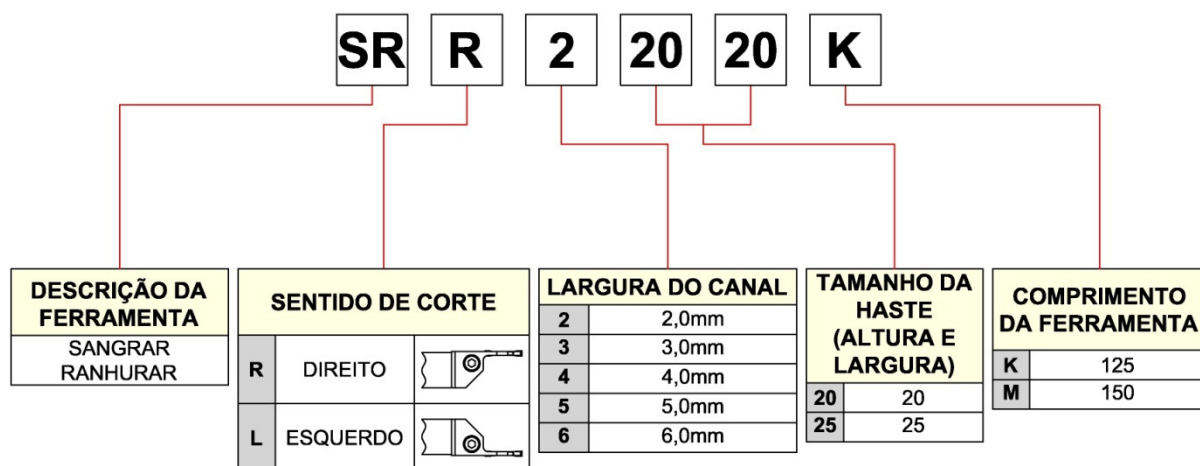 SR R 2 20 20 K
DESCRIÇÃO DA
FERRAMENTA
SANGRAR
RANHURAR
SENTIDO DE CORTE
R DIREITO
L ESQUERDO
LARGURA DO CANAL
2 2,0mm
3 3,0mm
4 4,0mm
5 5,0mm
6 6,0mm
TAMANHO DA
HASTE
(ALTURA E
LARGURA)
20 20
25 25
COMPRIMENTO
DA FERRAMENTA
K 125
M 150